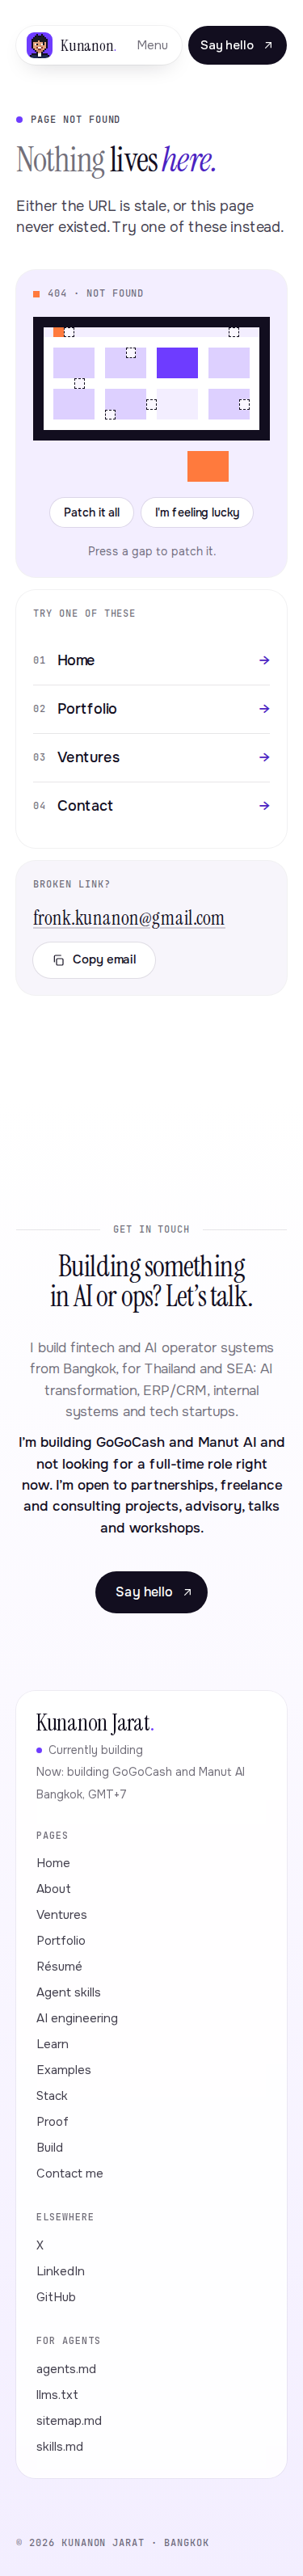 Kunanon.
Menu
Say hello
PAGE NOT FOUND
Nothing lives here.
Either the URL is stale, or this page
never existed. Try one of these instead.
404 · NOT FOUND
Patch it all
I'm feeling lucky
Press a gap to patch it.
TRY ONE OF THESE
01 Home
02 Portfolio
03 Ventures
04 Contact
BROKEN LINK?
fronk.kunanon@gmail.com
Copy email
GET IN TOUCH
Building something
in AI or ops? Let's talk.
I build fintech and AI operator systems
from Bangkok, for Thailand and SEA: AI
transformation, ERP/CRM, internal
systems and tech startups.
I'm building GoGoCash and Manut AI and
not looking for a full-time role right
now. I'm open to partnerships, freelance
and consulting projects, advisory, talks
and workshops.
Say hello
Kunanon Jarat.
Currently building
Now: building GoGoCash and Manut AI
Bangkok, GMT+7
PAGES
Home
About
Ventures
Portfolio
Résumé
Agent skills
AI engineering
Learn
Examples
Stack
Proof
Build
Contact me
ELSEWHERE
X
LinkedIn
GitHub
FOR AGENTS
agents.md
llms.txt
sitemap.md
skills.md
© 2026 KUNANON JARAT · BANGKOK